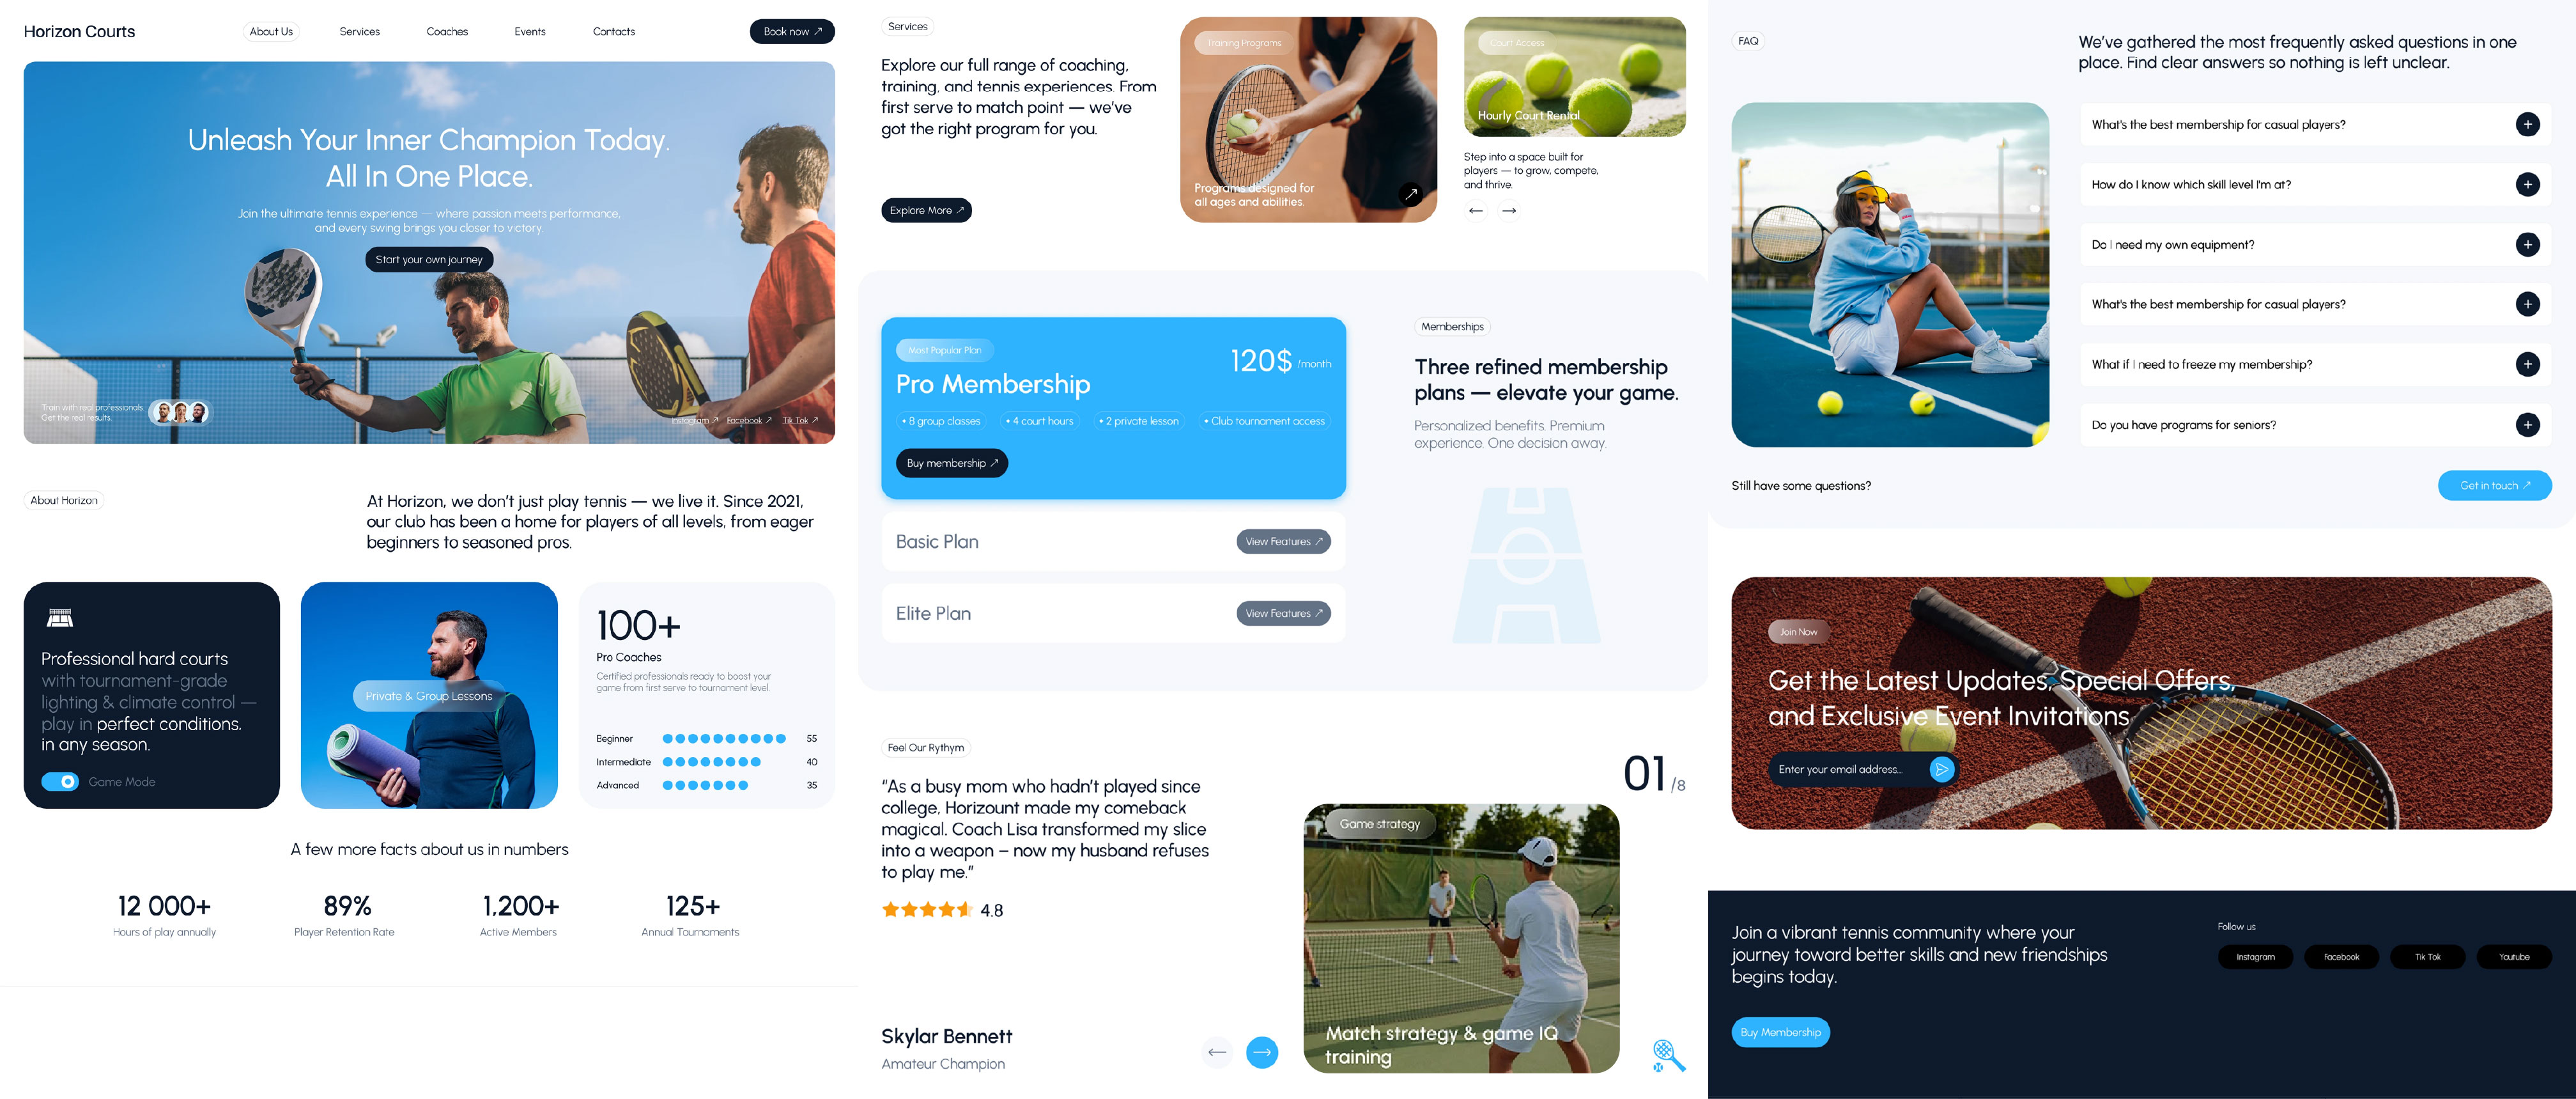 Horizon Courts
About Us
Services
Coaches
Events
Contacts
Book now
Unleash Your Inner Champion Today.
All In One Place.
Join the ultimate tennis experience — where passion meets performance,
and every swing brings you closer to victory.
Start your own journey
Train with real professionals.
Get the real results.
Instagram
Facebook
Tik Tok
About Horizon
At Horizon, we don't just play tennis — we live it. Since 2021,
our club has been a home for players of all levels, from eager
beginners to seasoned pros.
Professional hard courts
with tournament-grade
lighting & climate control —
play in perfect conditions,
in any season.
Game Mode
Private & Group Lessons
100+
Pro Coaches
Certified professionals ready to boost your
game from first serve to tournament level.
Beginner 55
Intermediate 40
Advanced 35
A few more facts about us in numbers
12 000+
Hours of play annually
89%
Player Retention Rate
1,200+
Active Members
125+
Annual Tournaments
Services
Explore our full range of coaching,
training, and tennis experiences. From
first serve to match point — we've
got the right program for you.
Explore More
Training Programs
Programs designed for
all ages and abilities.
Court Access
Hourly Court Rental
Step into a space built for
players — to grow, compete,
and thrive.
Most Popular Plan
Pro Membership
120$ /month
• 8 group classes
• 4 court hours
• 2 private lesson
• Club tournament access
Buy membership
Basic Plan
View Features
Elite Plan
View Features
Memberships
Three refined membership
plans — elevate your game.
Personalized benefits. Premium
experience. One decision away.
Feel Our Rythym
"As a busy mom who hadn't played since
college, Horizount made my comeback
magical. Coach Lisa transformed my slice
into a weapon – now my husband refuses
to play me."
4.8
Skylar Bennett
Amateur Champion
01/8
Game strategy
Match strategy & game IQ
training
FAQ
We've gathered the most frequently asked questions in one
place. Find clear answers so nothing is left unclear.
What's the best membership for casual players?
How do I know which skill level I'm at?
Do I need my own equipment?
What's the best membership for casual players?
What if I need to freeze my membership?
Do you have programs for seniors?
Still have some questions?
Get in touch
Join Now
Get the Latest Updates, Special Offers,
and Exclusive Event Invitations
Enter your email address...
Join a vibrant tennis community where your
journey toward better skills and new friendships
begins today.
Buy Membership
Follow us
Instagram
Facebook
Tik Tok
Youtube